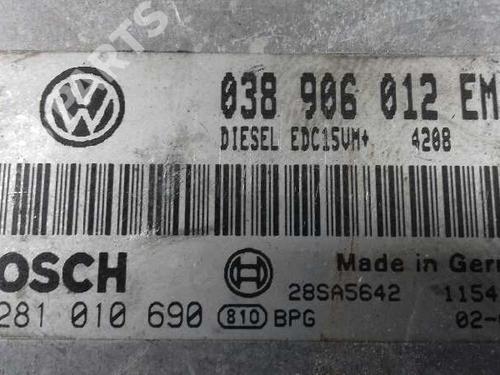 PARTS
038 906 012 EM
DIESEL EDC15VM+ 4208
OSCH
Made in Ger
281 010 690 810 BPG
28SA5642 1154
02-